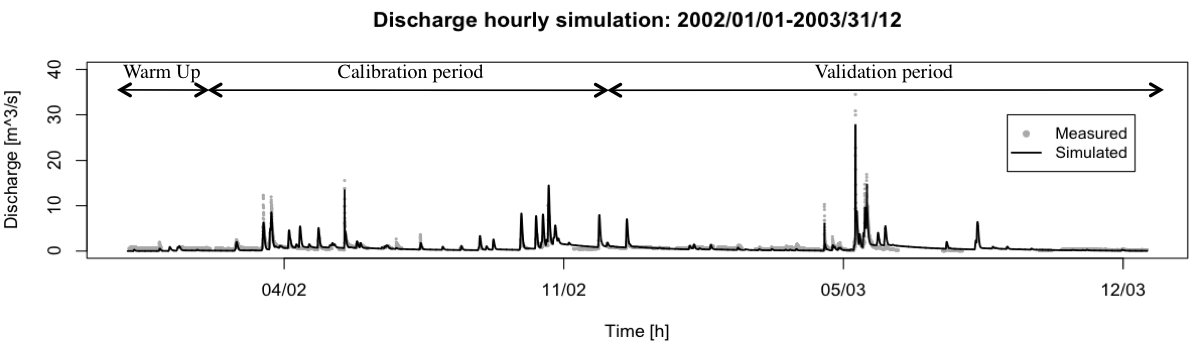 Discharge hourly simulation: 2002/01/01-2003/31/12
Warm Up
Calibration period
Validation period
Discharge [m^3/s]
40
30
20
10
0
Measured
Simulated
04/02
11/02
05/03
12/03
Time [h]